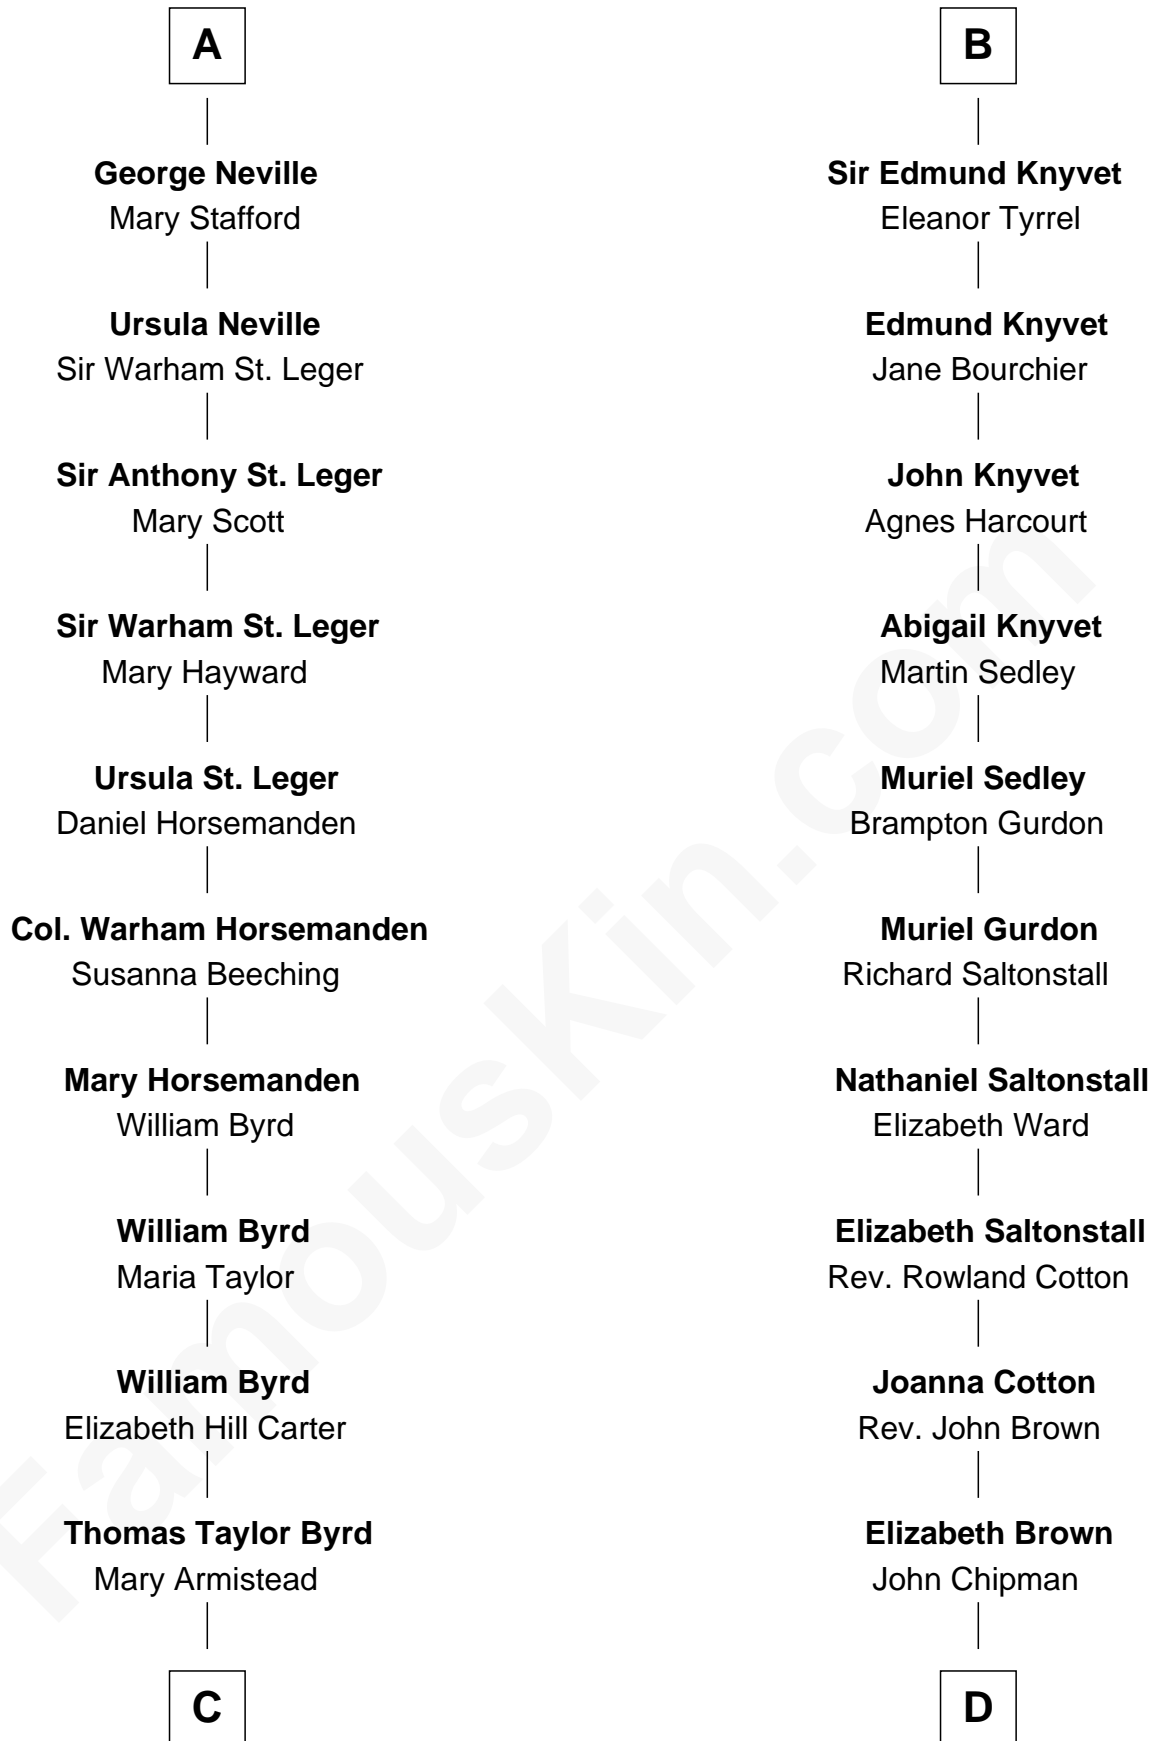 A
George Neville
Mary Stafford
Ursula Neville
Sir Warham St. Leger
Sir Anthony St. Leger
Mary Scott
Sir Warham St. Leger
Mary Hayward
Ursula St. Leger
Daniel Horsemanden
Col. Warham Horsemanden
Susanna Beeching
Mary Horsemanden
William Byrd
William Byrd
Maria Taylor
William Byrd
Elizabeth Hill Carter
Thomas Taylor Byrd
Mary Armistead
C
B
Sir Edmund Knyvet
Eleanor Tyrrel
Edmund Knyvet
Jane Bourchier
John Knyvet
Agnes Harcourt
Abigail Knyvet
Martin Sedley
Muriel Sedley
Brampton Gurdon
Muriel Gurdon
Richard Saltonstall
Nathaniel Saltonstall
Elizabeth Ward
Elizabeth Saltonstall
Rev. Rowland Cotton
Joanna Cotton
Rev. John Brown
Elizabeth Brown
John Chipman
D
FamousKin.com